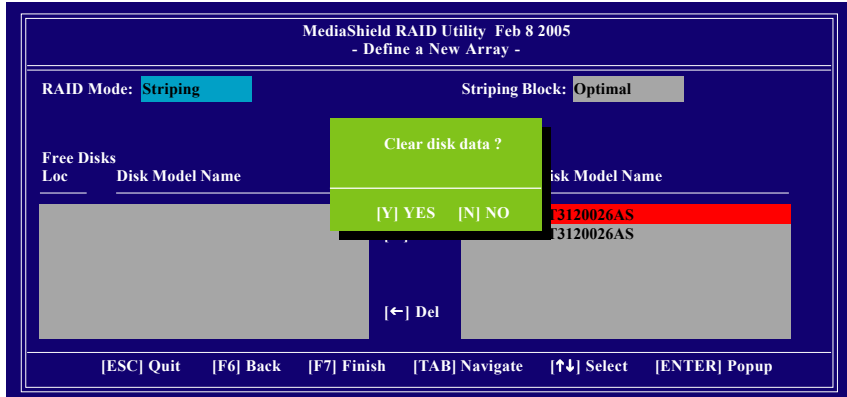 MediaShield RAID Utility Feb 8 2005
- Define a New Array -
RAID Mode: Striping
Striping Block: Optimal
Clear disk data ?
[Y] YES [N] NO
Free Disks
Loc Disk Model Name
isk Model Name
T3120026AS
T3120026AS
[←] Del
[ESC] Quit [F6] Back [F7] Finish [TAB] Navigate [↑↓] Select [ENTER] Popup